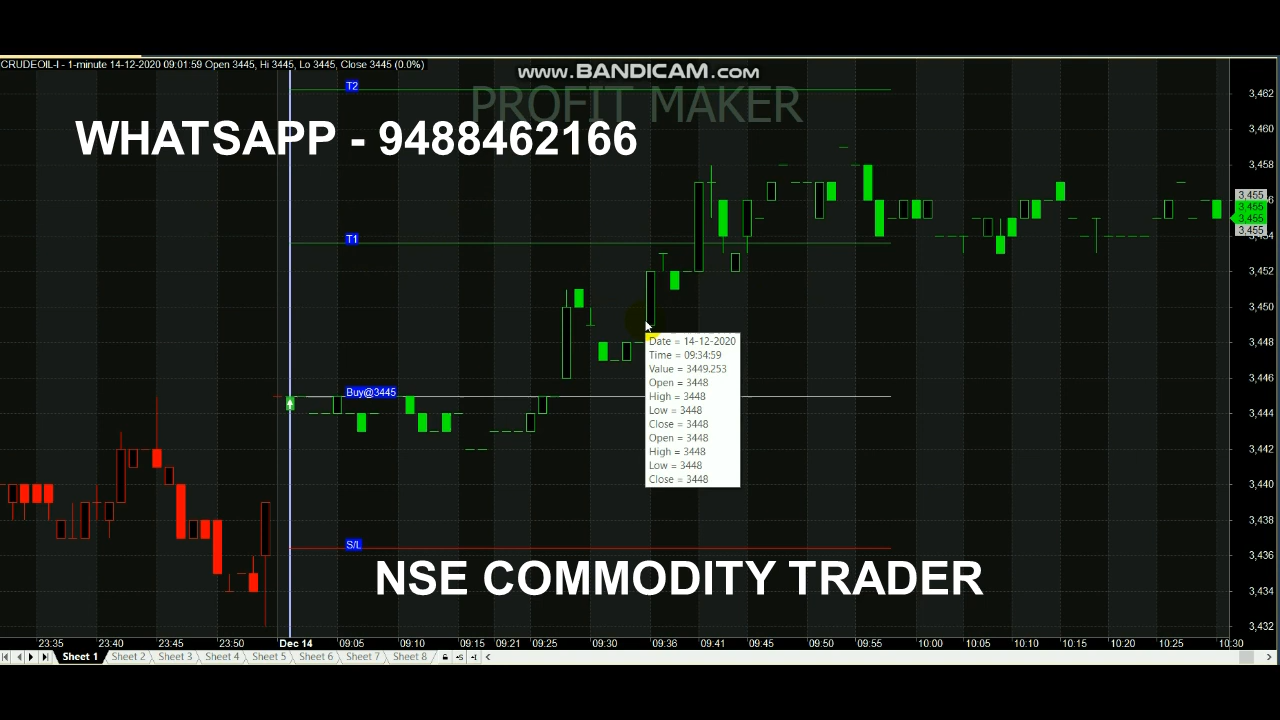 CRUDEOIL-I - 1-minute 14-12-2020 09:01:59 Open 3445, Hi 3445, Lo 3445, Close 3445 (0.0%)
www.BANDICAM.com
T2
PROFIT MAKER
WHATSAPP - 9488462166
T1
Buy@3445
S/L
Date = 14-12-2020
Time = 09:34:59
Value = 3449.253
Open = 3448
High = 3448
Low = 3448
Close = 3448
Open = 3448
High = 3448
Low = 3448
Close = 3448
NSE COMMODITY TRADER
3,462
3,460
3,458
3,455
3,455
3,455
3,455
3,452
3,450
3,448
3,446
3,444
3,442
3,440
3,438
3,436
3,434
3,432
23:35 23:40 23:45 23:50 Dec 14 09:05 09:10 09:15 09:21 09:25 09:30 09:36 09:41 09:45 09:50 09:55 10:00 10:05 10:10 10:15 10:20 10:25 10:30
Sheet 1 Sheet 2 Sheet 3 Sheet 4 Sheet 5 Sheet 6 Sheet 7 Sheet 8